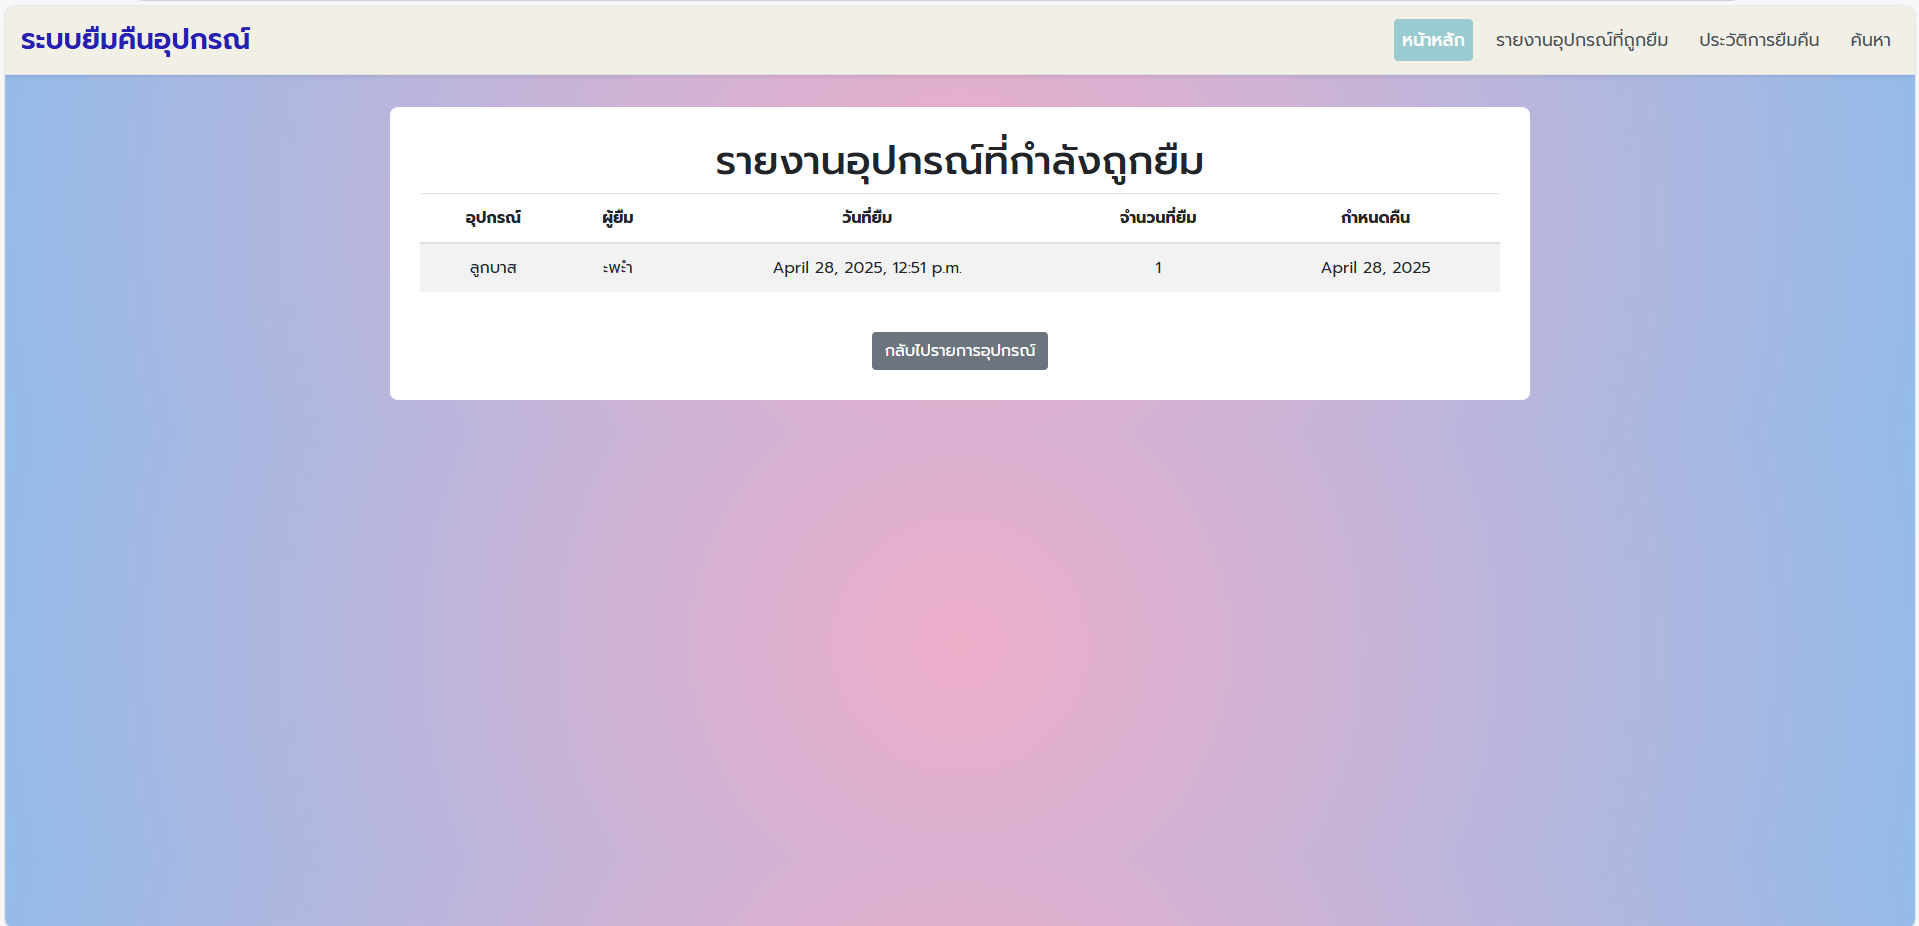 ระบบยืมคืนอุปกรณ์
หน้าหลัก รายงานอุปกรณ์ที่ถูกยืม ประวัติการยืมคืน ค้นหา
รายงานอุปกรณ์ที่กำลังถูกยืม
อุปกรณ์ ผู้ยืม วันที่ยืม จำนวนที่ยืม กำหนดคืน
ลูกบาส ะพะำ April 28, 2025, 12:51 p.m. 1 April 28, 2025
กลับไปรายการอุปกรณ์